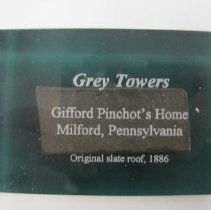 Grey Towers
Gifford Pinchot's Home
Milford, Pennsylvania
Original slate roof, 1886